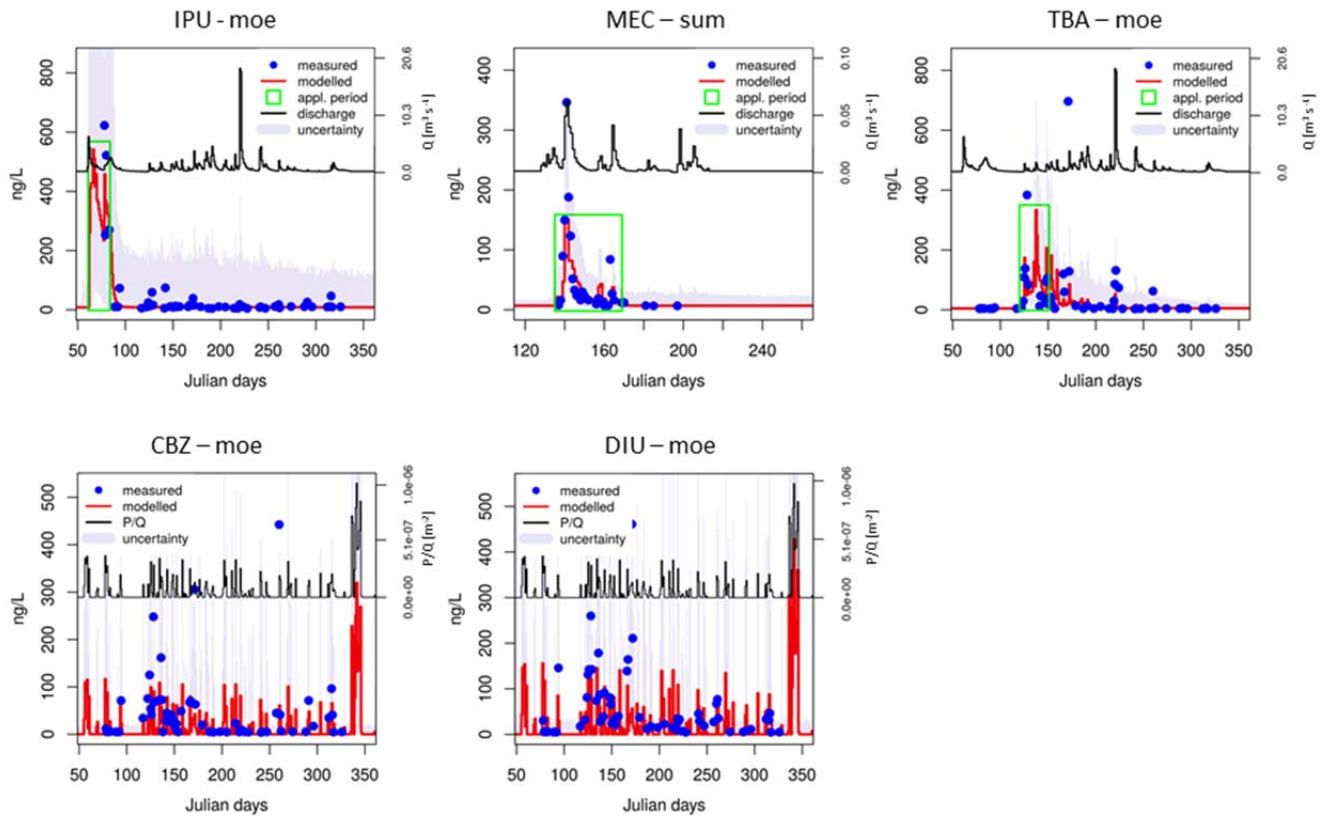 IPU - moe
800
600
400
200
0
ng/L
measured
modelled
appl. period
discharge
uncertainty
20.6
10.3
0.0
Q [m³ s⁻¹]
50 100 150 200 250 300 350
Julian days
MEC – sum
400
300
200
100
0
ng/L
measured
modelled
appl. period
discharge
uncertainty
0.10
0.05
0.00
Q [m³ s⁻¹]
120 160 200 240
Julian days
TBA – moe
800
600
400
200
0
ng/L
measured
modelled
appl. period
discharge
uncertainty
20.6
10.3
0.0
Q [m³ s⁻¹]
50 100 150 200 250 300 350
Julian days
CBZ – moe
500
400
300
200
100
0
ng/L
measured
modelled
P/Q
uncertainty
1.0e-06
5.1e-07
0.0e+00
P/Q [m⁻²]
50 100 150 200 250 300 350
Julian days
DIU – moe
500
400
300
200
100
0
ng/L
measured
modelled
P/Q
uncertainty
1.0e-06
5.1e-07
0.0e+00
P/Q [m⁻²]
50 100 150 200 250 300 350
Julian days